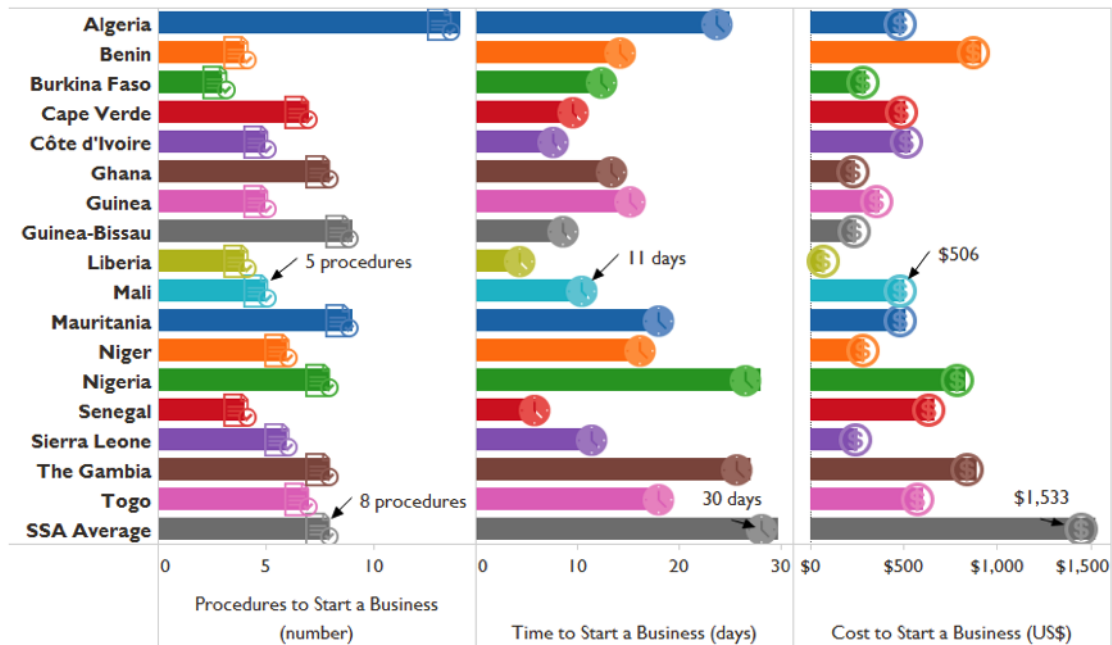 Algeria
Benin
Burkina Faso
Cape Verde
Côte d'Ivoire
Ghana
Guinea
Guinea-Bissau
Liberia
5 procedures
11 days
$506
Mali
Mauritania
Niger
Nigeria
Senegal
Sierra Leone
The Gambia
Togo
8 procedures
30 days
$1,533
SSA Average
0 5 10
0 10 20 30
$0 $500 $1,000 $1,500
Procedures to Start a Business
(number)
Time to Start a Business (days)
Cost to Start a Business (US$)